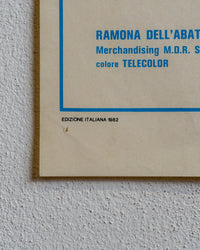 RAMONA DELL'ABAT
Merchandising M.D.R. S
colore TELECOLOR
EDIZIONE ITALIANA 1982